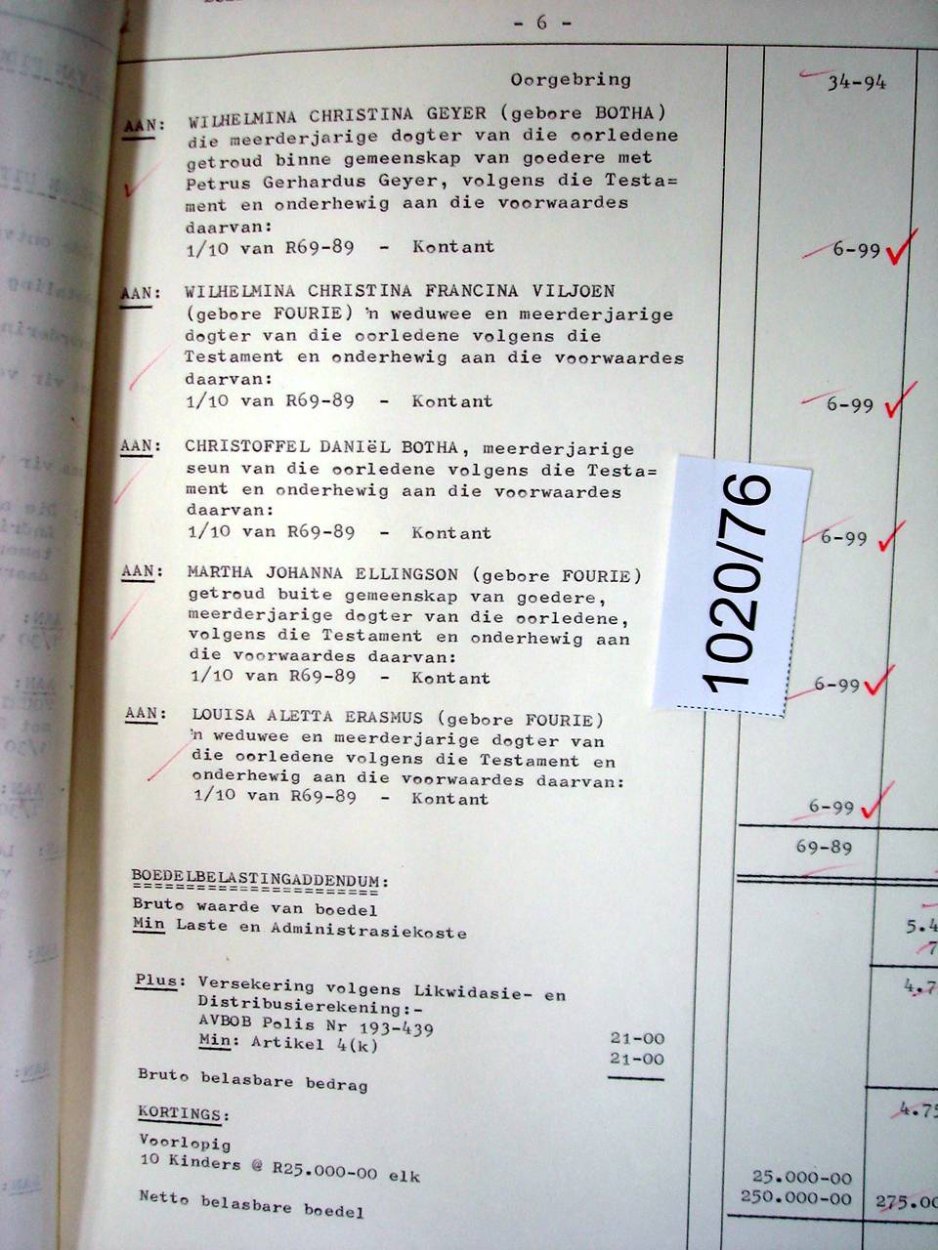 - 6 -
Oorgebring 34-94
AAN: WILHELMINA CHRISTINA GEYER (gebore BOTHA)
die meerderjarige dogter van die oorledene
getroud binne gemeenskap van goedere met
Petrus Gerhardus Geyer, volgens die Testa=
ment en onderhewig aan die voorwaardes
daarvan:
1/10 van R69-89 - Kontant 6-99
AAN: WILHELMINA CHRISTINA FRANCINA VILJOEN
(gebore FOURIE) 'n weduwee en meerderjarige
dogter van die oorledene volgens die
Testament en onderhewig aan die voorwaardes
daarvan:
1/10 van R69-89 - Kontant 6-99
AAN: CHRISTOFFEL DANIëL BOTHA, meerderjarige
seun van die oorledene volgens die Testa=
ment en onderhewig aan die voorwaardes
daarvan:
1/10 van R69-89 - Kontant 6-99
1020/76
AAN: MARTHA JOHANNA ELLINGSON (gebore FOURIE)
getroud buite gemeenskap van goedere,
meerderjarige dogter van die oorledene,
volgens die Testament en onderhewig aan
die voorwaardes daarvan:
1/10 van R69-89 - Kontant 6-99
AAN: LOUISA ALETTA ERASMUS (gebore FOURIE)
'n weduwee en meerderjarige dogter van
die oorledene volgens die Testament en
onderhewig aan die voorwaardes daarvan:
1/10 van R69-89 - Kontant 6-99
69-89
BOEDELBELASTINGADDENDUM:
Bruto waarde van boedel 5.4
Min Laste en Administrasiekoste 7
4.7
Plus: Versekering volgens Likwidasie- en
Distribusierekening:-
AVBOB Polis Nr 193-439 21-00
Min: Artikel 4(k) 21-00
Bruto belasbare bedrag 4.75
KORTINGS:
Voorlopig 25.000-00
10 Kinders @ R25.000-00 elk 250.000-00 275.00
Netto belasbare boedel